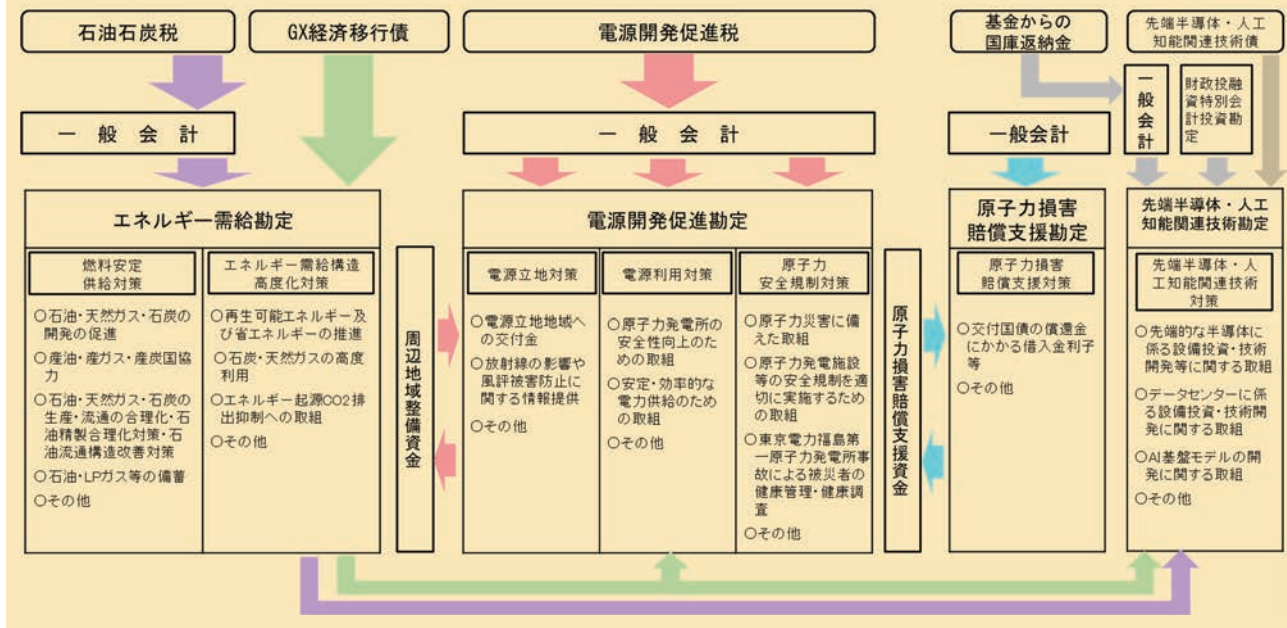 石油石炭税
GX経済移行債
電源開発促進税
基金からの
国庫返納金
先端半導体・人工
知能関連技術債
一般会計
一般会計
一般会計
一般会計
財政投融
資特別会
計投資勘
定
エネルギー需給勘定
燃料安定
供給対策
○石油・天然ガス・石炭の
開発の促進
○産油・産ガス・産炭国協
力
○石油・天然ガス・石炭の
生産・流通の合理化・石
油精製合理化対策・石
油流通構造改善対策
○石油・LPガス等の備蓄
○その他
エネルギー需給構造
高度化対策
○再生可能エネルギー及
び省エネルギーの推進
○石炭・天然ガスの高度
利用
○エネルギー起源CO2排
出抑制への取組
○その他
周辺地域整備資金
電源開発促進勘定
電源立地対策
○電源立地地域へ
の交付金
○放射線の影響や
風評被害防止に
関する情報提供
○その他
電源利用対策
○原子力発電所の
安全性向上のた
めの取組
○安定・効率的な
電力供給のため
の取組
○その他
原子力
安全規制対策
○原子力災害に備
えた取組
○原子力発電施設
等の安全規制を適
切に実施するため
の取組
○東京電力福島第
一原子力発電所事
故による被災者の
健康管理・健康調
査
○その他
原子力損害賠償支援資金
原子力損害
賠償支援勘定
原子力損害
賠償支援対策
○交付国債の償還金
にかかる借入金利子
等
○その他
先端半導体・人工
知能関連技術勘定
先端半導体・人
工知能関連技術
対策
○先端的な半導体に
係る設備投資・技術
開発等に関する取組
○データセンターに係
る設備投資・技術開
発に関する取組
○AI基盤モデルの開
発に関する取組
○その他